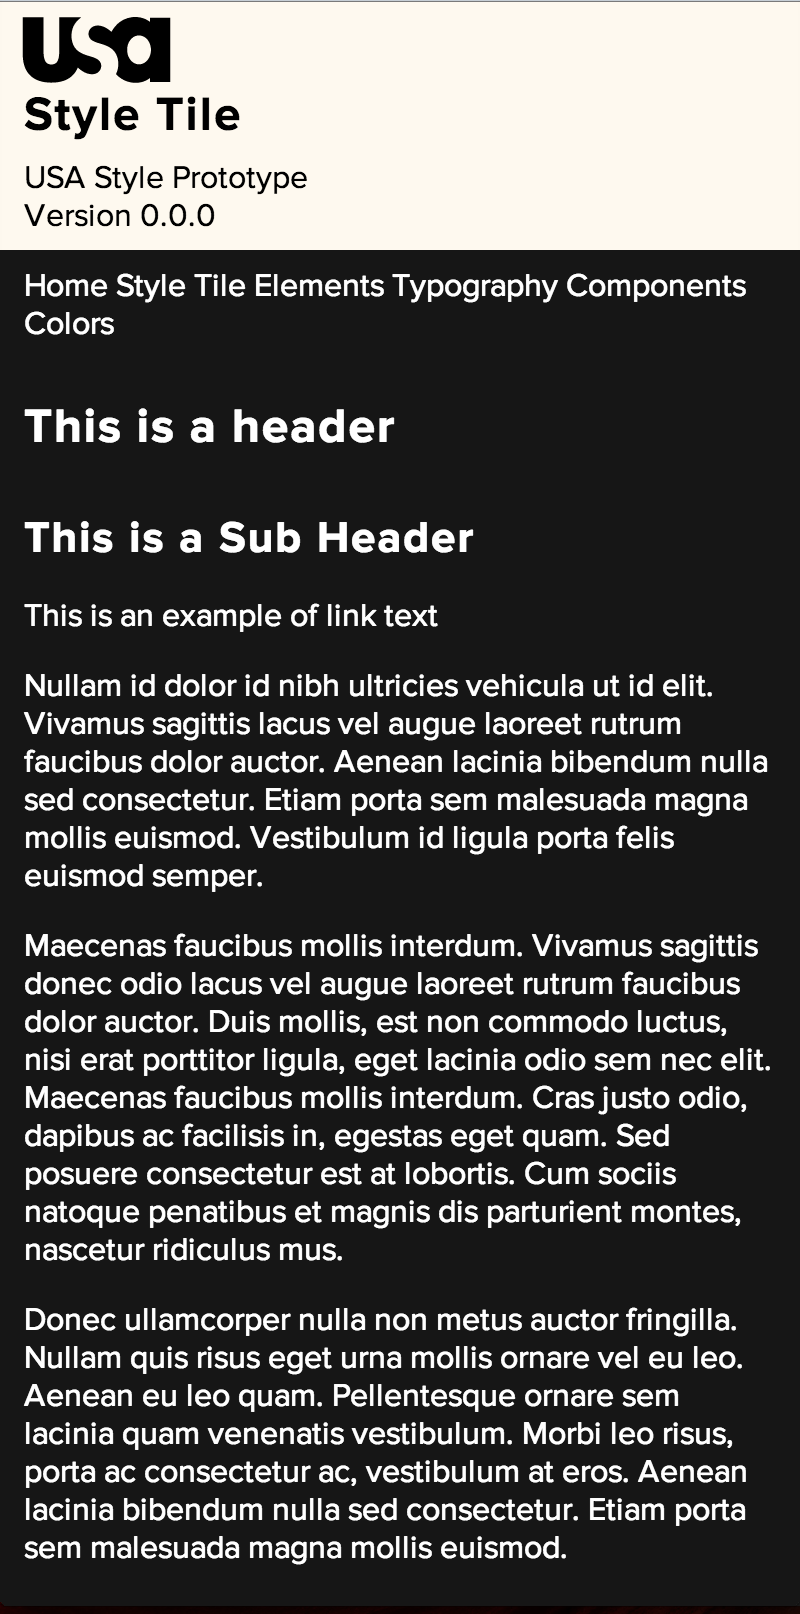 usa
Style Tile
USA Style Prototype
Version 0.0.0
Home Style Tile Elements Typography Components
Colors
This is a header
This is a Sub Header
This is an example of link text
Nullam id dolor id nibh ultricies vehicula ut id elit.
Vivamus sagittis lacus vel augue laoreet rutrum
faucibus dolor auctor. Aenean lacinia bibendum nulla
sed consectetur. Etiam porta sem malesuada magna
mollis euismod. Vestibulum id ligula porta felis
euismod semper.
Maecenas faucibus mollis interdum. Vivamus sagittis
donec odio lacus vel augue laoreet rutrum faucibus
dolor auctor. Duis mollis, est non commodo luctus,
nisi erat porttitor ligula, eget lacinia odio sem nec elit.
Maecenas faucibus mollis interdum. Cras justo odio,
dapibus ac facilisis in, egestas eget quam. Sed
posuere consectetur est at lobortis. Cum sociis
natoque penatibus et magnis dis parturient montes,
nascetur ridiculus mus.
Donec ullamcorper nulla non metus auctor fringilla.
Nullam quis risus eget urna mollis ornare vel eu leo.
Aenean eu leo quam. Pellentesque ornare sem
lacinia quam venenatis vestibulum. Morbi leo risus,
porta ac consectetur ac, vestibulum at eros. Aenean
lacinia bibendum nulla sed consectetur. Etiam porta
sem malesuada magna mollis euismod.